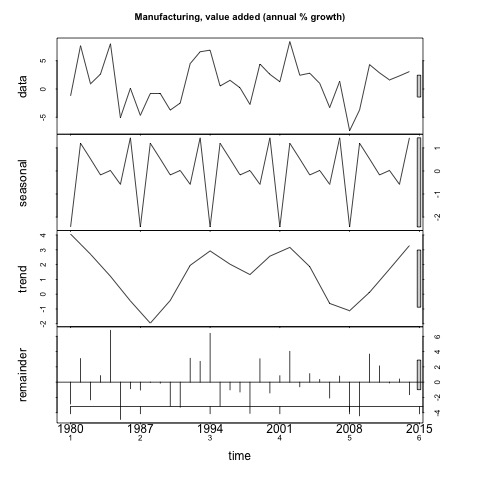 Manufacturing, value added (annual % growth)
data
-5 0 5
seasonal
-2 -1 0 1
trend
-2 -1 0 1 2 3 4
remainder
-4 -2 0 2 4 6
1980 1987 1994 2001 2008 2015
1 2 3 4 5 6
time